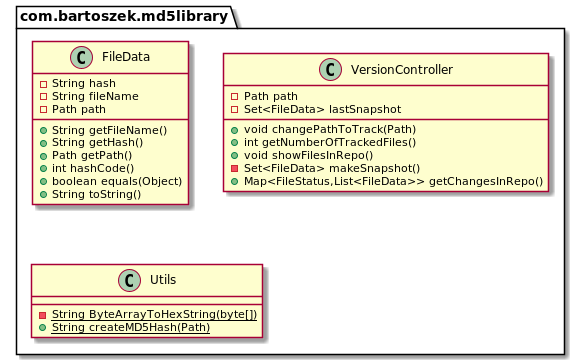 com.bartoszek.md5library
C FileData
String hash
String fileName
Path path
String getFileName()
String getHash()
Path getPath()
int hashCode()
boolean equals(Object)
String toString()
C VersionController
Path path
Set<FileData> lastSnapshot
void changePathToTrack(Path)
int getNumberOfTrackedFiles()
void showFilesInRepo()
Set<FileData> makeSnapshot()
Map<FileStatus,List<FileData>> getChangesInRepo()
C Utils
String ByteArrayToHexString(byte[])
String createMD5Hash(Path)